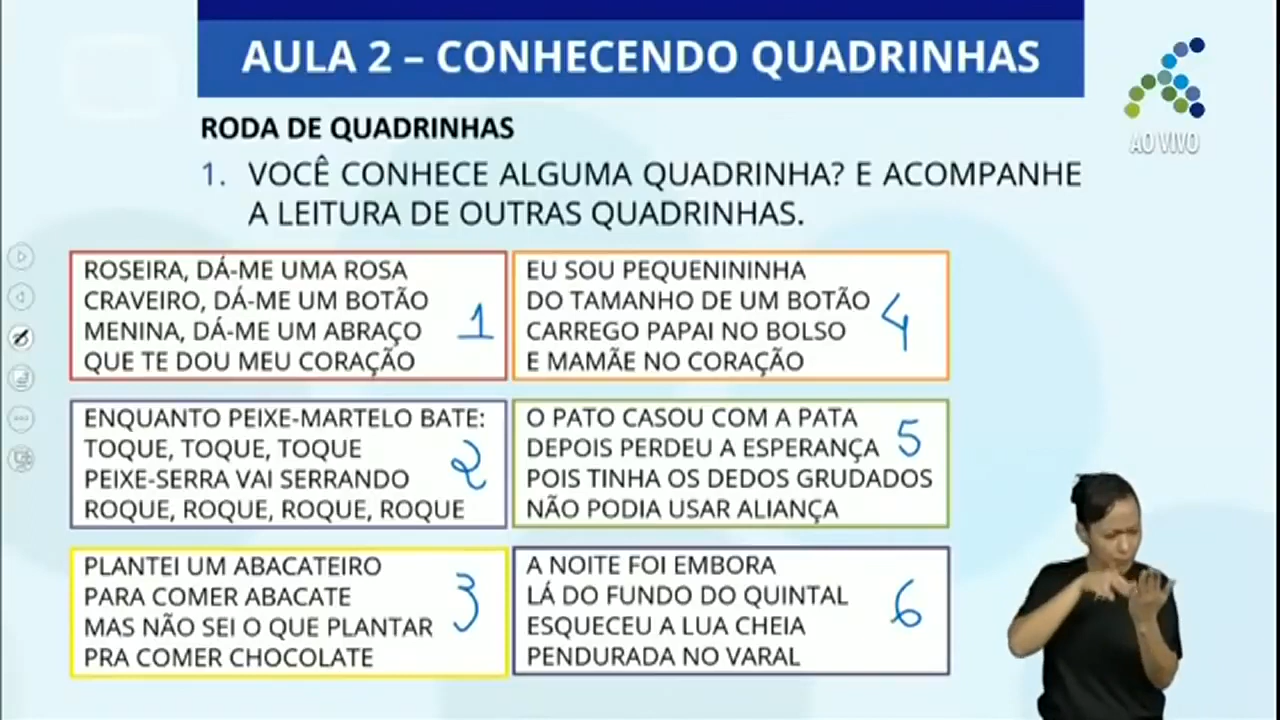 AULA 2 – CONHECENDO QUADRINHAS
AO VIVO
RODA DE QUADRINHAS
1. VOCÊ CONHECE ALGUMA QUADRINHA? E ACOMPANHE
A LEITURA DE OUTRAS QUADRINHAS.
ROSEIRA, DÁ-ME UMA ROSA
CRAVEIRO, DÁ-ME UM BOTÃO
MENINA, DÁ-ME UM ABRAÇO
QUE TE DOU MEU CORAÇÃO
1
ENQUANTO PEIXE-MARTELO BATE:
TOQUE, TOQUE, TOQUE
PEIXE-SERRA VAI SERRANDO
ROQUE, ROQUE, ROQUE, ROQUE
2
PLANTEI UM ABACATEIRO
PARA COMER ABACATE
MAS NÃO SEI O QUE PLANTAR
PRA COMER CHOCOLATE
3
EU SOU PEQUENININHA
DO TAMANHO DE UM BOTÃO
CARREGO PAPAI NO BOLSO
E MAMÃE NO CORAÇÃO
4
O PATO CASOU COM A PATA
DEPOIS PERDEU A ESPERANÇA
POIS TINHA OS DEDOS GRUDADOS
NÃO PODIA USAR ALIANÇA
5
A NOITE FOI EMBORA
LÁ DO FUNDO DO QUINTAL
ESQUECEU A LUA CHEIA
PENDURADA NO VARAL
6